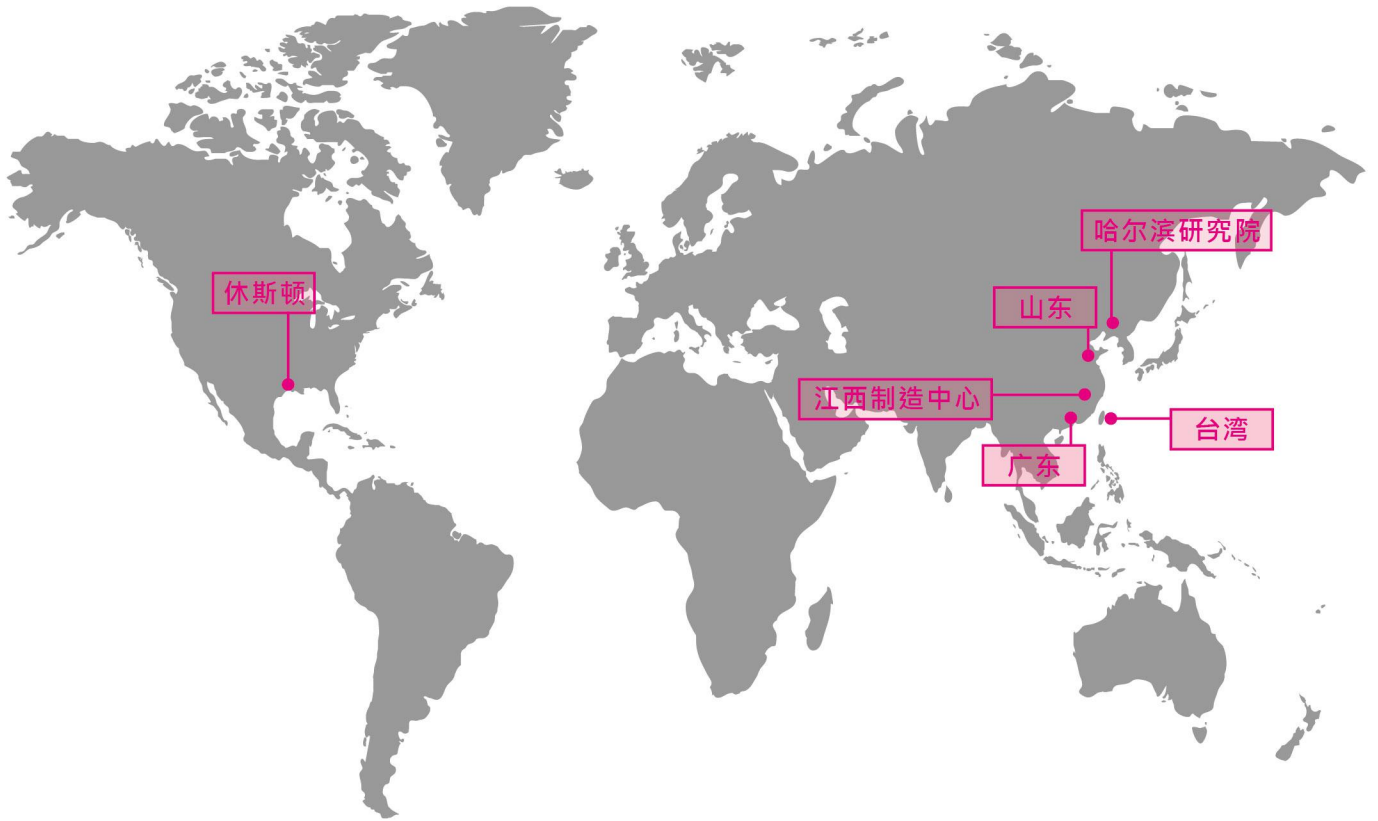 哈尔滨研究院
休斯顿
山东
江西制造中心
台湾
广东